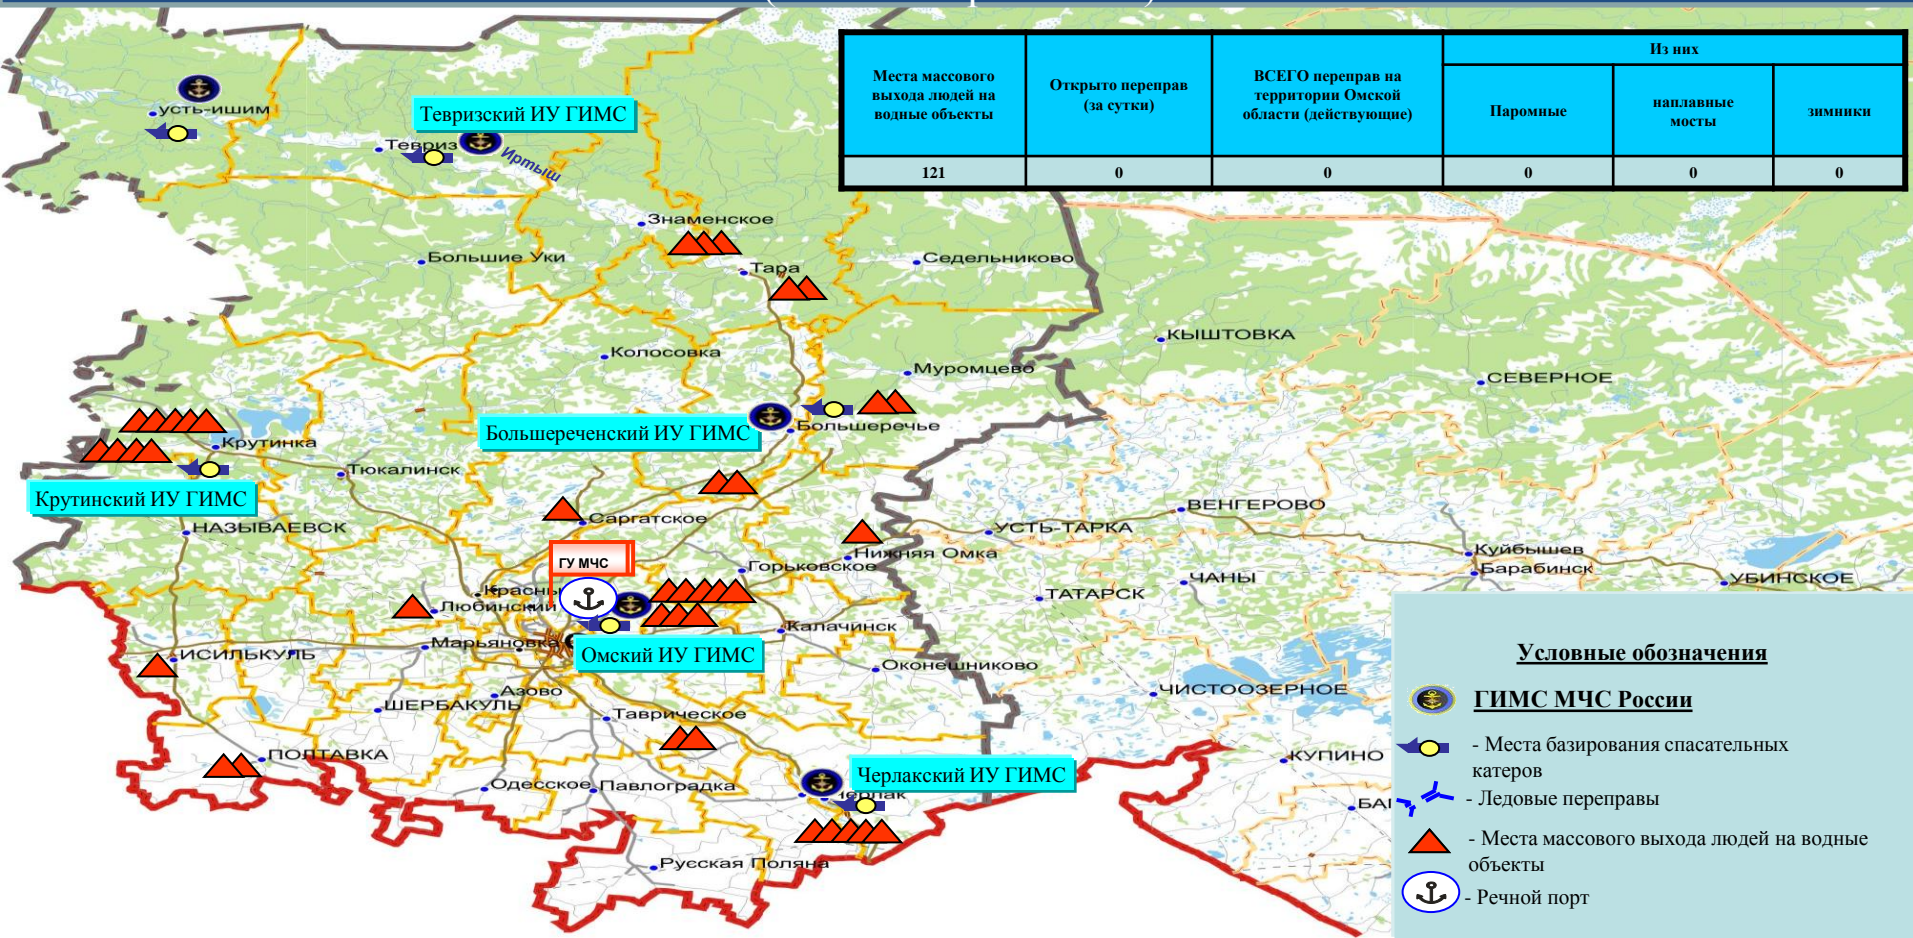 Места массового
выхода людей на
водные объекты
Открыто переправ
(за сутки)
ВСЕГО переправ на
территории Омской
области (действующие)
Из них
Паромные
наплавные
мосты
зимники
121
0
0
0
0
0
усть-ишим
Тевризский ИУ ГИМС
Тевриз
Иртыш
Знаменское
Большие Уки
Тара
Седельниково
КЫШТОВКА
Колосовка
Муромцево
СЕВЕРНОЕ
Большереченский ИУ ГИМС
Большеречье
Крутинка
Тюкалинск
Крутинский ИУ ГИМС
НАЗЫВАЕВСК
Саргатское
ВЕНГЕРОВО
УСТЬ-ТАРКА
Нижняя Омка
Куйбышев
Барабинск
ГУ МЧС
Горьковское
ЧАНЫ
УБИНСКОЕ
Любинский
ТАТАРСК
Калачинск
Марьяновка
Омский ИУ ГИМС
ИСИЛЬКУЛЬ
Оконешниково
ЧИСТООЗЕРНОЕ
Азово
ШЕРБАКУЛЬ
Таврическое
ПОЛТАВКА
КУПИНО
Черлакский ИУ ГИМС
Одесское
Павлоградка
Русская Поляна
Условные обозначения
ГИМС МЧС России
- Места базирования спасательных
катеров
- Ледовые переправы
- Места массового выхода людей на водные
объекты
- Речной порт